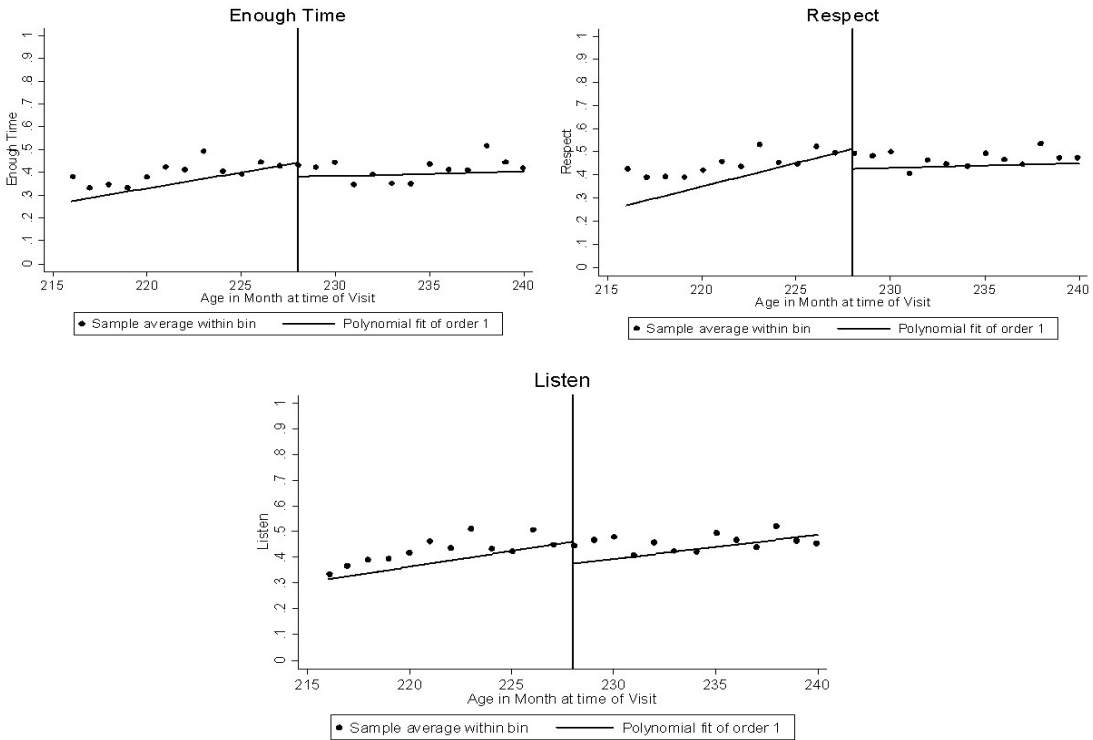 Enough Time
Enough Time
0 .1 .2 .3 .4 .5 .6 .7 .8 .9 1
215 220 225 230 235 240
Age in Month at time of Visit
Sample average within bin Polynomial fit of order 1
Respect
Respect
0 .1 .2 .3 .4 .5 .6 .7 .8 .9 1
215 220 225 230 235 240
Age in Month at time of Visit
Sample average within bin Polynomial fit of order 1
Listen
Listen
0 .1 .2 .3 .4 .5 .6 .7 .8 .9 1
215 220 225 230 235 240
Age in Month at time of Visit
Sample average within bin Polynomial fit of order 1